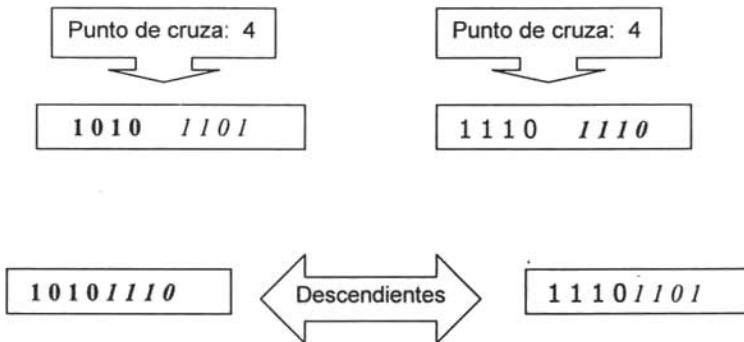 Punto de cruza: 4
Punto de cruza: 4
1010 1101
1110 1110
10101110
Descendientes
11101101